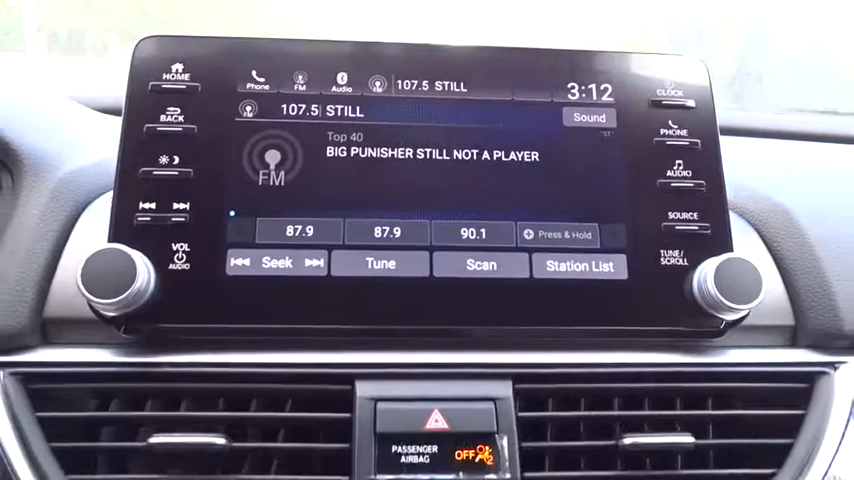 HOME
BACK
VOL
AUDIO
Phone
FM
Audio
107.5 STILL
3:12
FM
107.5| STILL
Sound
Top 40
BIG PUNISHER STILL NOT A PLAYER
FM
87.9
87.9
90.1
Press & Hold
Seek
Tune
Scan
Station List
CLOCK
PHONE
AUDIO
SOURCE
TUNE/
SCROLL
PASSENGER
AIRBAG
OFF
2